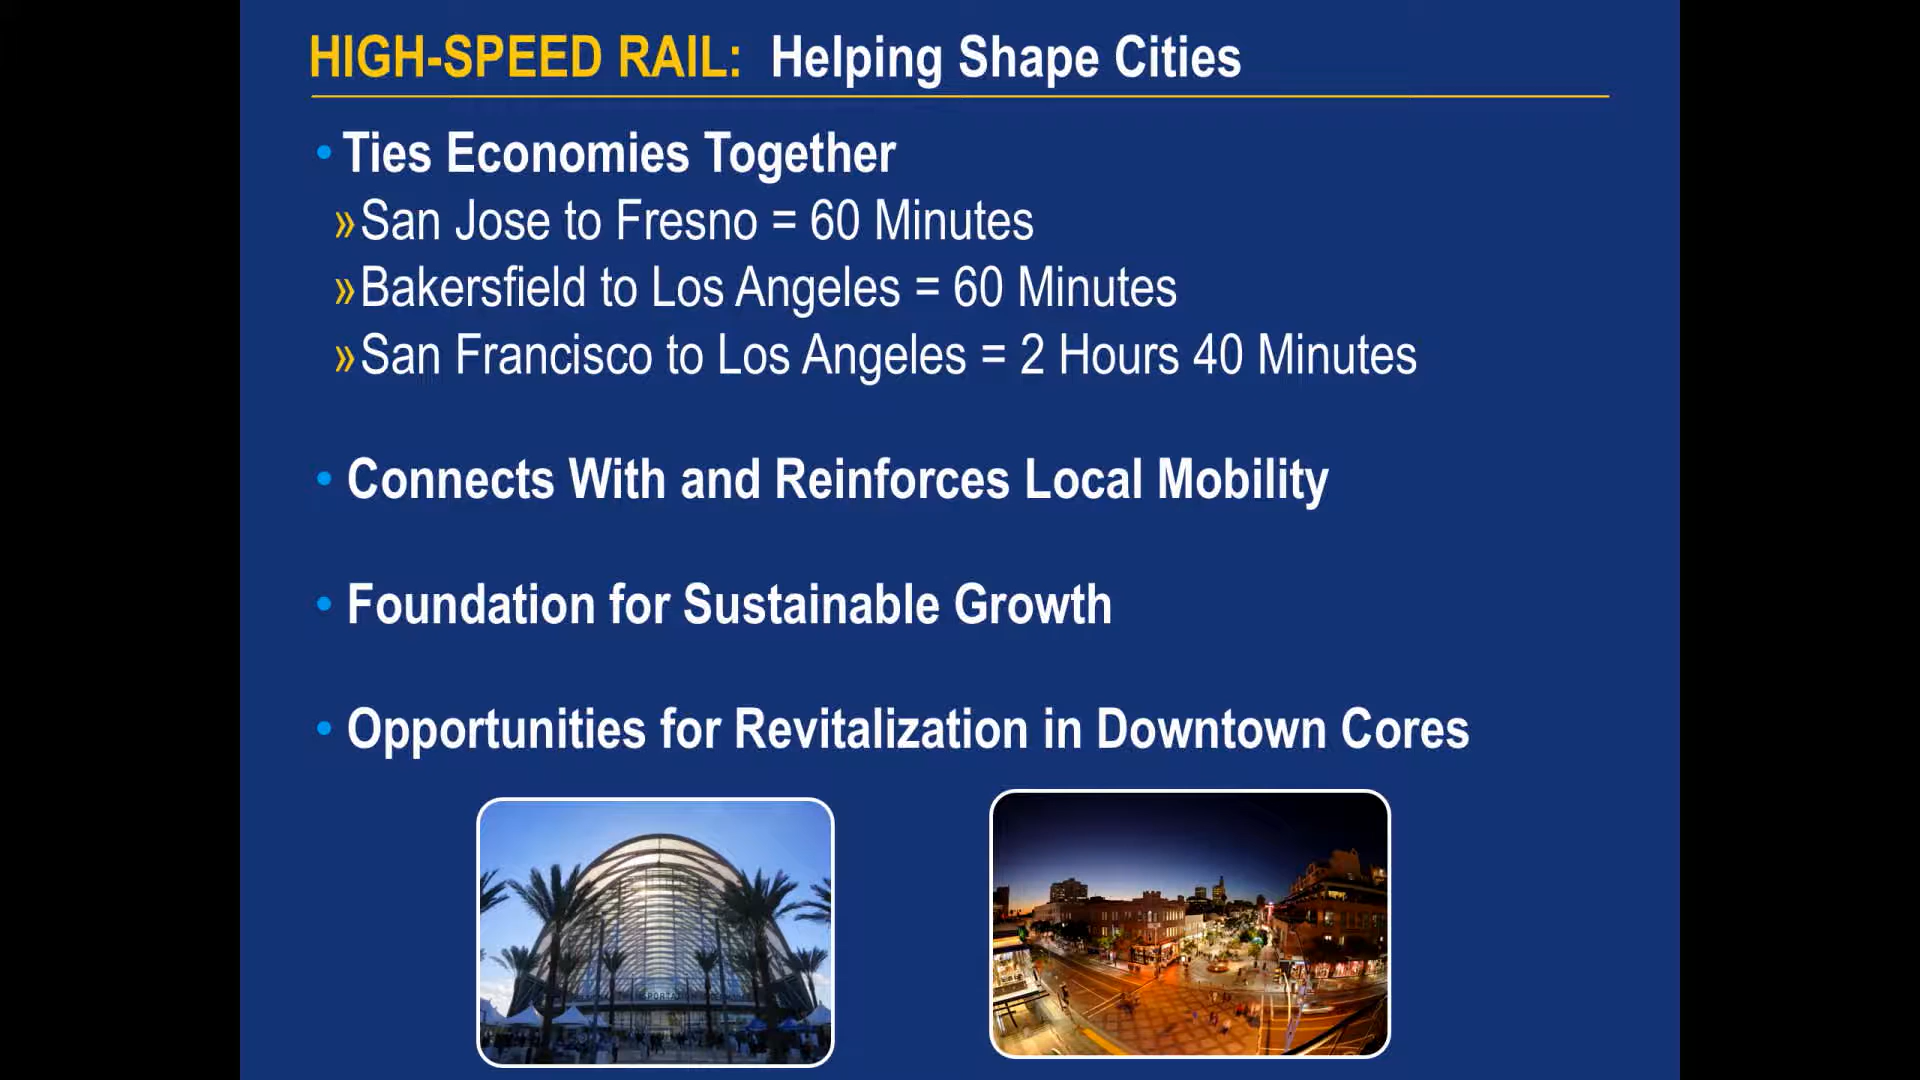 HIGH-SPEED RAIL: Helping Shape Cities
• Ties Economies Together
» San Jose to Fresno = 60 Minutes
» Bakersfield to Los Angeles = 60 Minutes
» San Francisco to Los Angeles = 2 Hours 40 Minutes
• Connects With and Reinforces Local Mobility
• Foundation for Sustainable Growth
• Opportunities for Revitalization in Downtown Cores